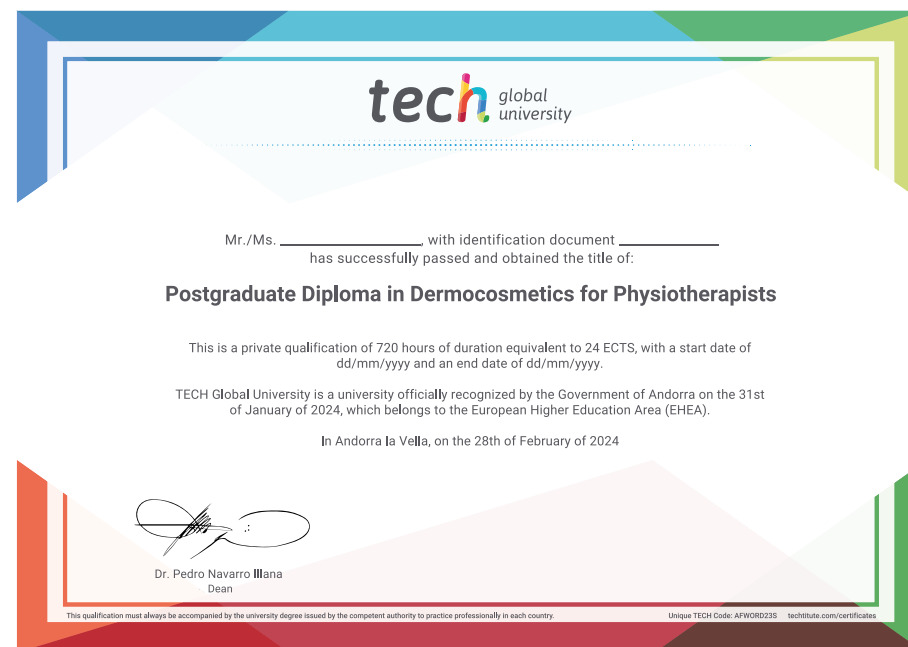 tech global
university
Mr./Ms. ____________________, with identification document ______________
has successfully passed and obtained the title of:
Postgraduate Diploma in Dermocosmetics for Physiotherapists
This is a private qualification of 720 hours of duration equivalent to 24 ECTS, with a start date of
dd/mm/yyyy and an end date of dd/mm/yyyy.
TECH Global University is a university officially recognized by the Government of Andorra on the 31st
of January of 2024, which belongs to the European Higher Education Area (EHEA).
In Andorra la Vella, on the 28th of February of 2024
Dr. Pedro Navarro Illana
Dean
This qualification must always be accompanied by the university degree issued by the competent authority to practice professionally in each country.
Unique TECH Code: AFWORD23S techtitute.com/certificates